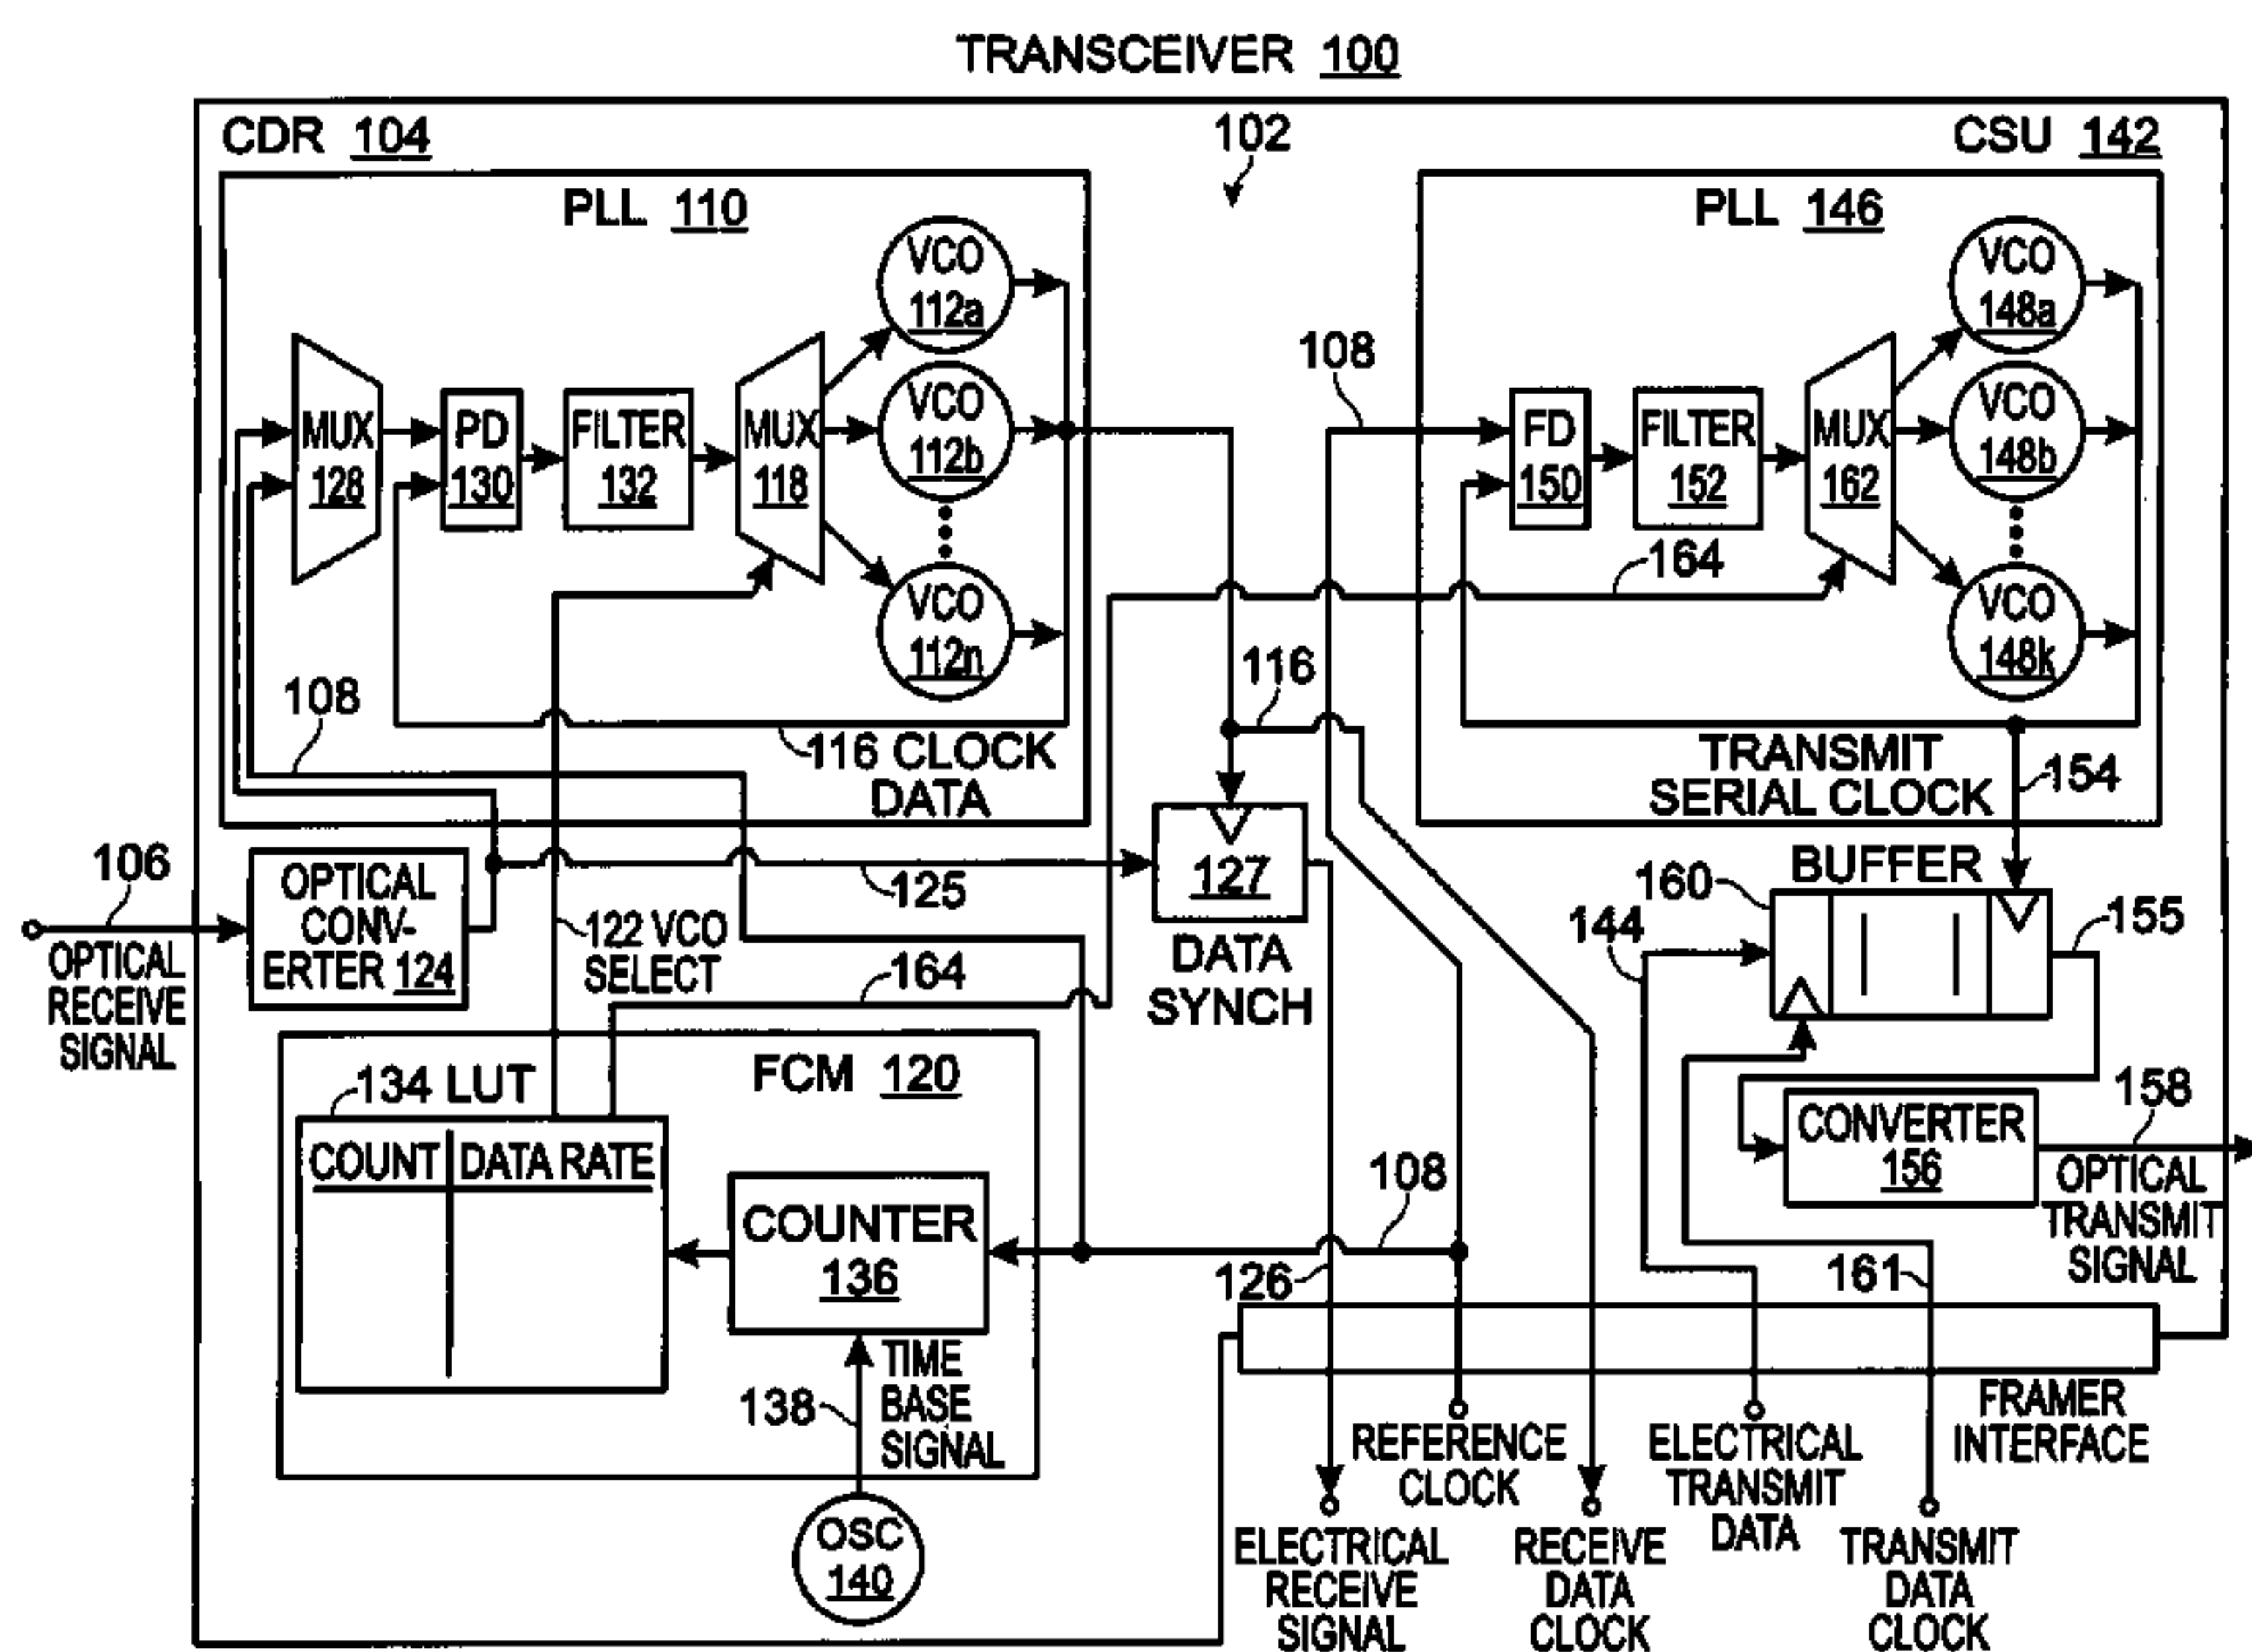 TRANSCEIVER 100
CDR 104
102
CSU 142
PLL 110
PLL 146
VCO
112a
VCO
148a
108
MUX
128
PD
130
FILTER
132
MUX
118
VCO
112b
FD
150
FILTER
152
MUX
162
VCO
148b
164
VCO
112n
VCO
148k
108
116
116 CLOCK
DATA
TRANSMIT
SERIAL CLOCK
154
106
OPTICAL
CONV-
ERTER 124
125
127
160
BUFFER
144
155
OPTICAL
RECEIVE
SIGNAL
122 VCO
SELECT
164
DATA
SYNCH
134 LUT
FCM 120
COUNT
DATA RATE
COUNTER
136
108
126
CONVERTER
156
158
OPTICAL
TRANSMIT
SIGNAL
161
138
TIME
BASE
SIGNAL
OSC
140
FRAMER
INTERFACE
REFERENCE
CLOCK
ELECTRICAL
TRANSMIT
DATA
ELECTRICAL
RECEIVE
SIGNAL
RECEIVE
DATA
CLOCK
TRANSMIT
DATA
CLOCK